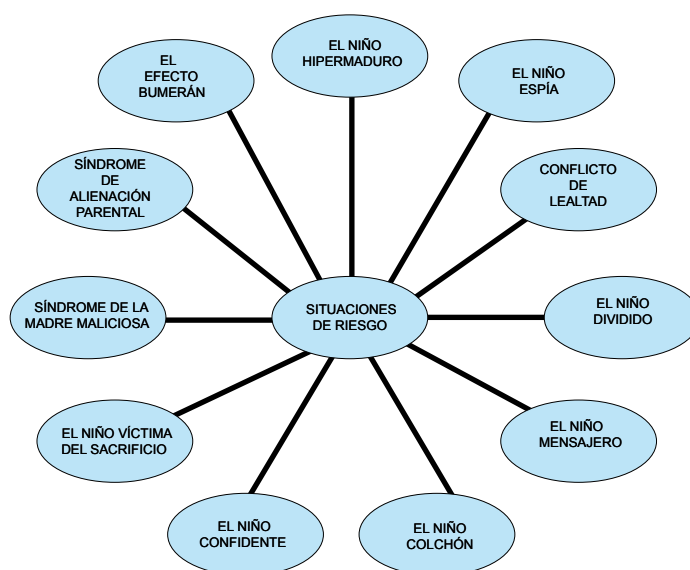 EL NIÑO
HIPERMADURO
EL
EFECTO
BUMERÁN
EL NIÑO
ESPÍA
SÍNDROME
DE
ALIENACIÓN
PARENTAL
CONFLICTO
DE
LEALTAD
SÍNDROME DE LA
MADRE MALICIOSA
SITUACIONES
DE RIESGO
EL NIÑO
DIVIDIDO
EL NIÑO VÍCTIMA
DEL SACRIFICIO
EL NIÑO
MENSAJERO
EL NIÑO
CONFIDENTE
EL NIÑO
COLCHÓN